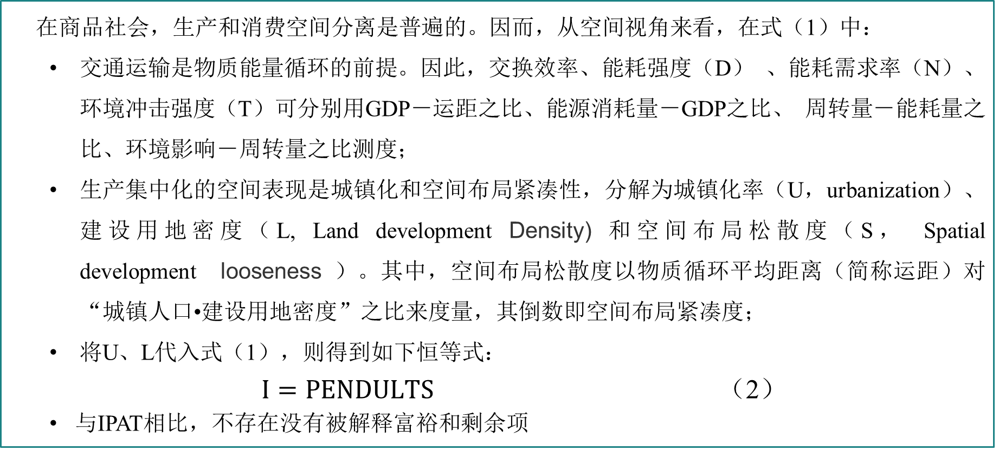 在商品社会，生产和消费空间分离是普遍的。因而，从空间视角来看，在式（1）中：
• 交通运输是物质能量循环的前提。因此，交换效率、能耗强度（D） 、能耗需求率（N）、
环境冲击强度（T）可分别用GDP－运距之比、能源消耗量－GDP之比、 周转量－能耗量之
比、环境影响－周转量之比测度；
• 生产集中化的空间表现是城镇化和空间布局紧凑性，分解为城镇化率（U，urbanization）、
建设用地密度（L, Land development Density) 和空间布局松散度（S， Spatial
development looseness ）。其中，空间布局松散度以物质循环平均距离（简称运距）对
“城镇人口•建设用地密度”之比来度量，其倒数即空间布局紧凑度；
• 将U、L代入式（1），则得到如下恒等式：
I = PENDULTS （2）
• 与IPAT相比，不存在没有被解释富裕和剩余项